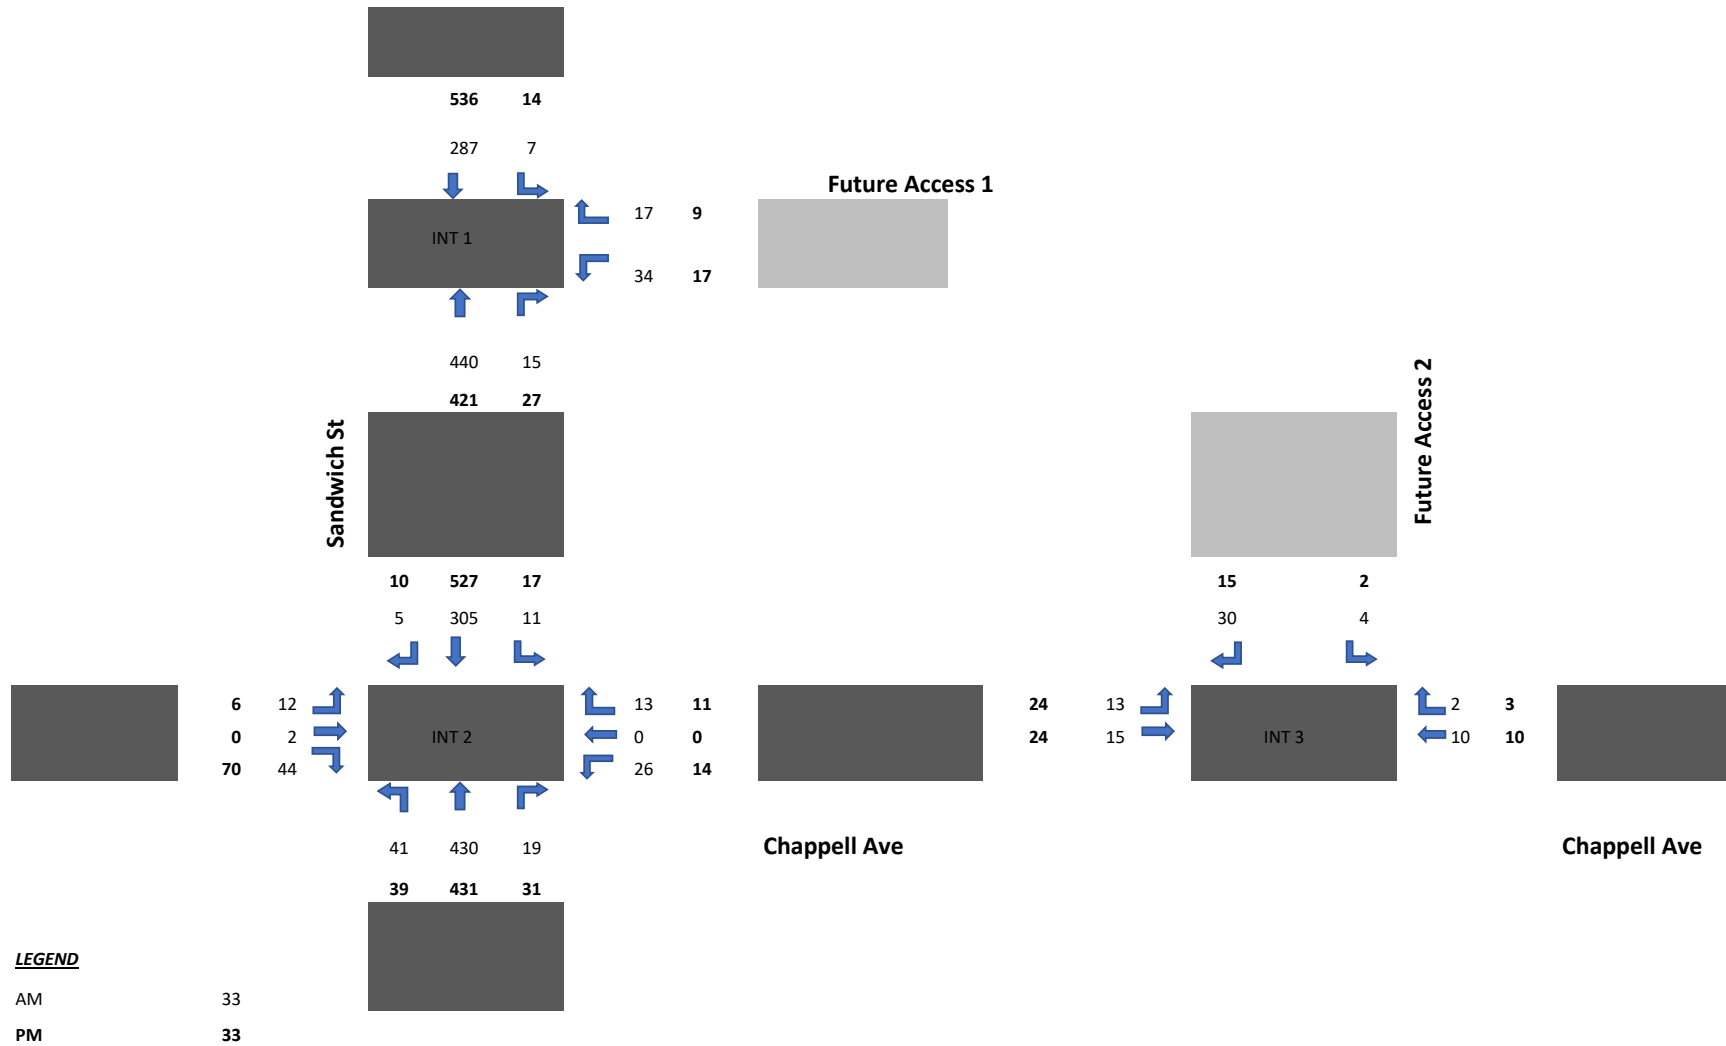 536 14
287 7
Future Access 1
17 9
INT 1
34 17
440 15
421 27
Sandwich St
Future Access 2
10 527 17
15 2
5 305 11
30 4
6 12
13 11
24 13
2 3
0 2
INT 2
0 0
24 15
INT 3
10 10
70 44
26 14
41 430 19
Chappell Ave
Chappell Ave
39 431 31
LEGEND
AM 33
PM 33